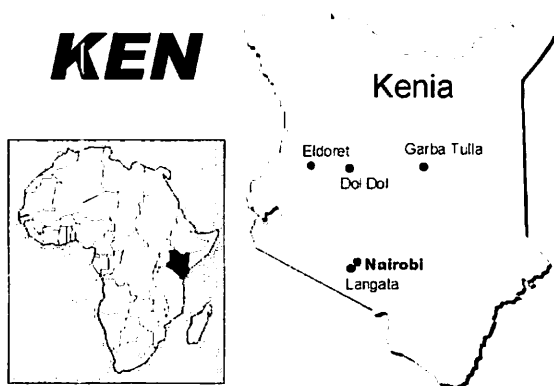 KEN
Kenia
Eldoret
Garba Tulla
Dol Dol
Nairobi
Langata